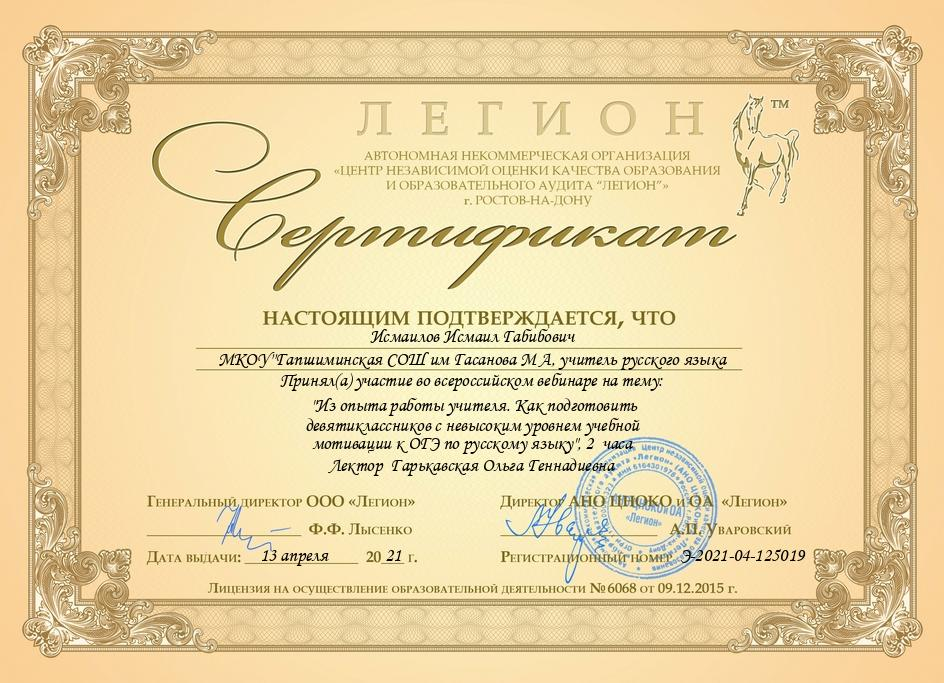 ЛЕГИОН ™
АВТОНОМНАЯ НЕКОММЕРЧЕСКАЯ ОРГАНИЗАЦИЯ
«ЦЕНТР НЕЗАВИСИМОЙ ОЦЕНКИ КАЧЕСТВА ОБРАЗОВАНИЯ
И ОБРАЗОВАТЕЛЬНОГО АУДИТА "ЛЕГИОН"»
г. РОСТОВ-НА-ДОНУ
Сертификат
НАСТОЯЩИМ ПОДТВЕРЖДАЕТСЯ, ЧТО
Исмаилов Исмаил Габибович
МКОУ"Гапшиминская СОШ им Гасанова М А, учитель русского языка
Принял(а) участие во всероссийском вебинаре на тему:
"Из опыта работы учителя. Как подготовить
девятиклассников с невысоким уровнем учебной
мотивации к ОГЭ по русскому языку", 2 часа
Лектор Гарькавская Ольга Геннадиевна
Генеральный директор ООО «Легион»
Ф.Ф. Лысенко
Директор АНО ЦНОКО и ОА «Легион»
А.П. Уваровский
Дата выдачи: 13 апреля 20 21 г.
Регистрационный номер Э-2021-04-125019
Лицензия на осуществление образовательной деятельности №6068 от 09.12.2015 г.